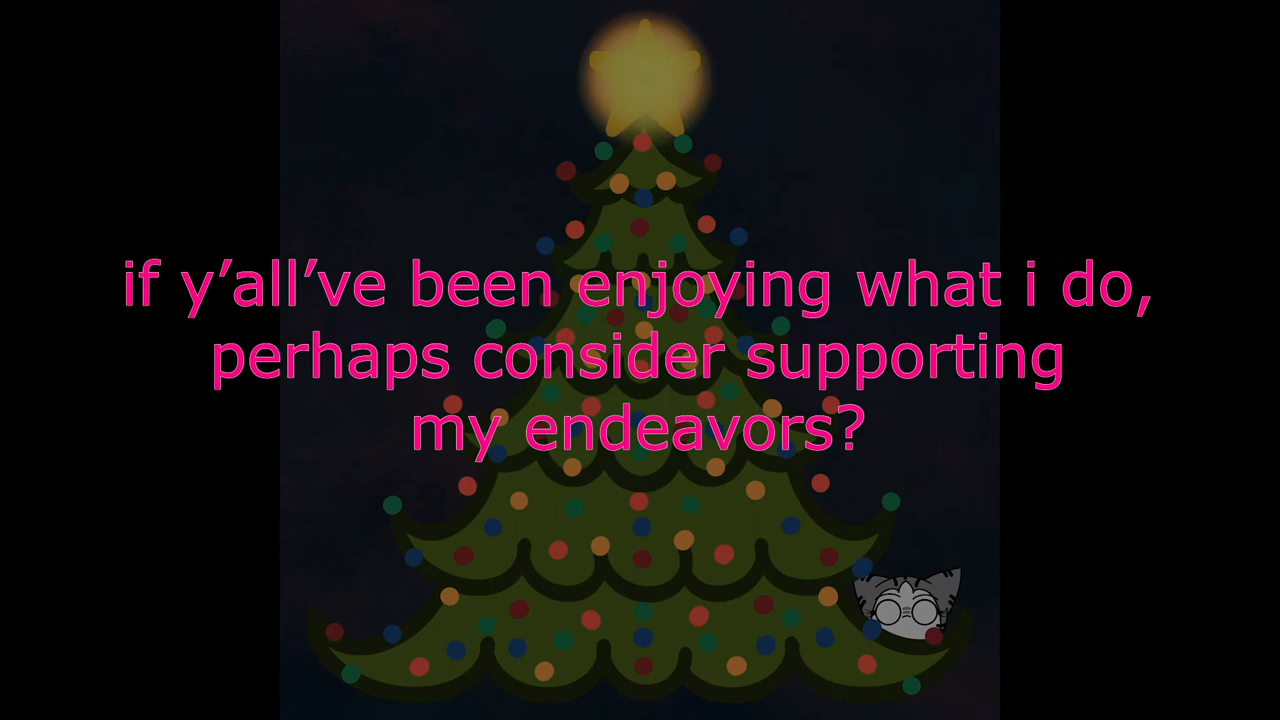 if y’all’ve been enjoying what i do,
perhaps consider supporting
my endeavors?